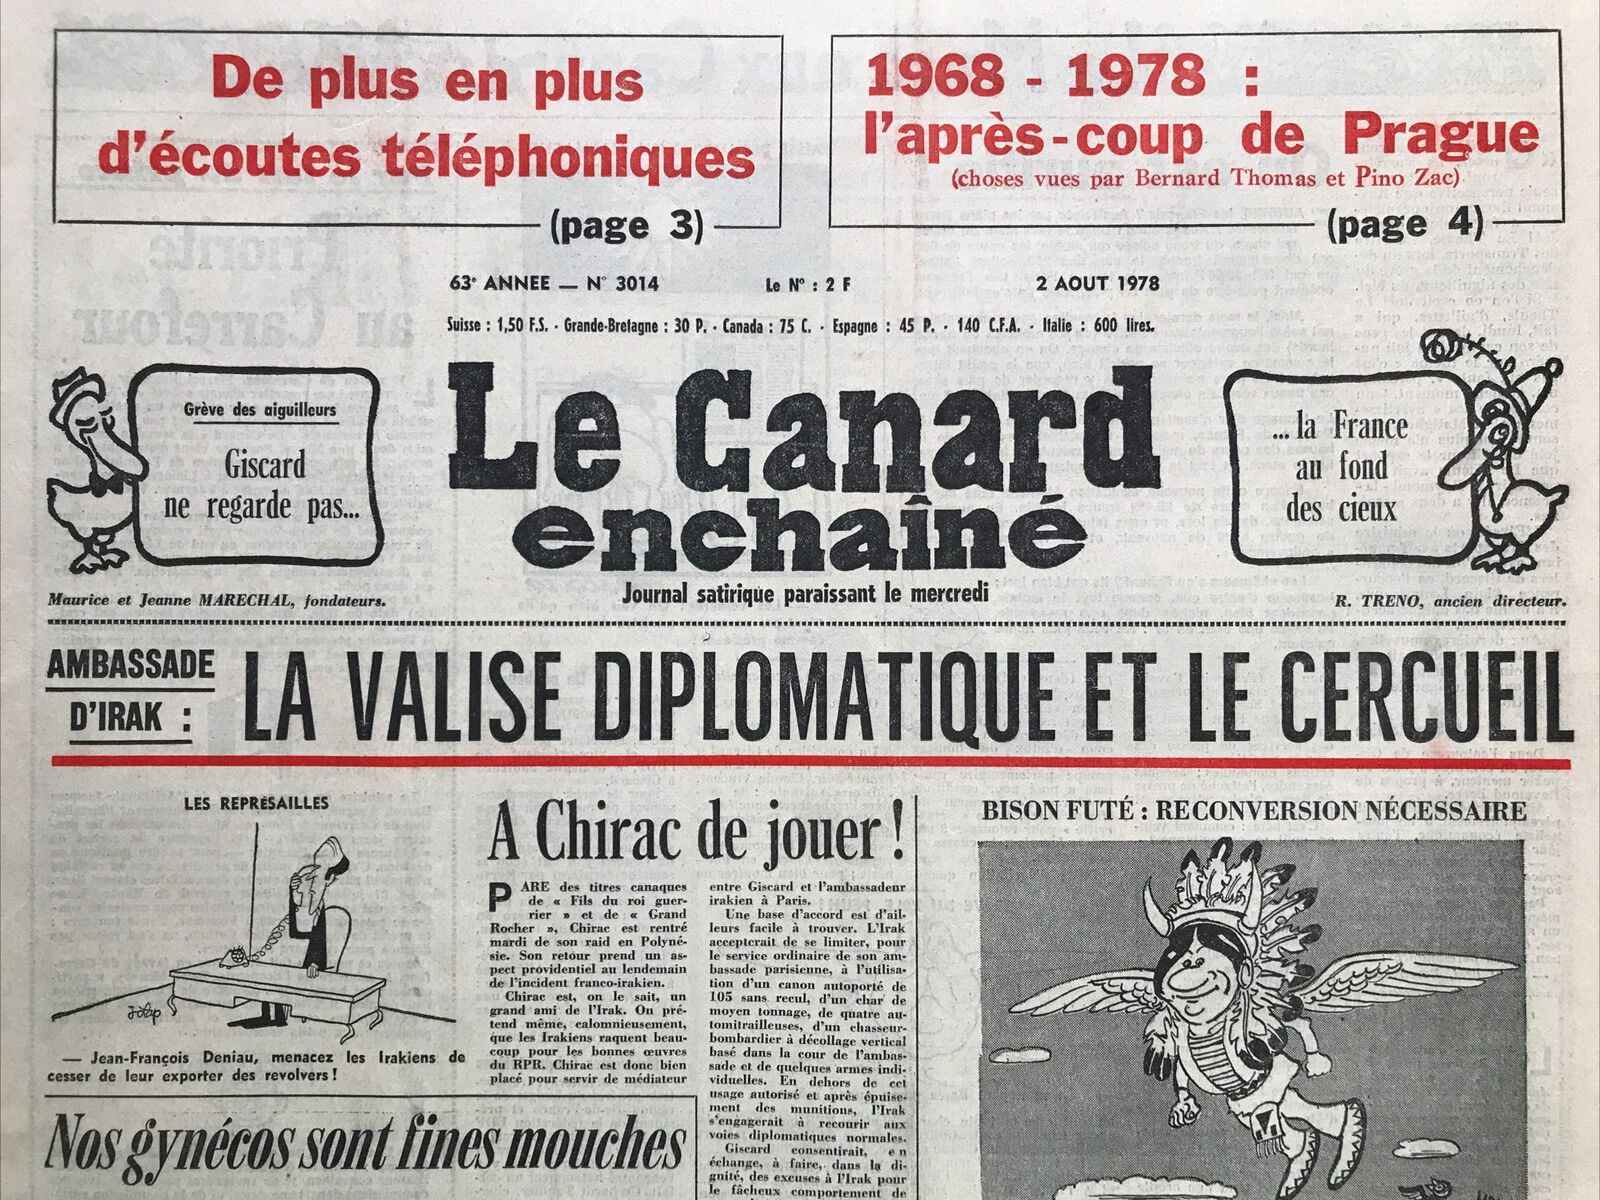 De plus en plus
d'écoutes téléphoniques
(page 3)
1968 - 1978 :
l'après-coup de Prague
(choses vues par Bernard Thomas et Pino Zac)
(page 4)
63e ANNEE — N° 3014
Le N° : 2 F
2 AOUT 1978
Suisse : 1,50 F.S. - Grande-Bretagne : 30 P. - Canada : 75 C. - Espagne : 45 P. - 140 C.F.A. - Italie : 600 lires.
Grève des aiguilleurs
Giscard
ne regarde pas...
Le Canard
enchaîné
Journal satirique paraissant le mercredi
... la France
au fond
des cieux
Maurice et Jeanne MARECHAL, fondateurs.
R. TRENO, ancien directeur.
AMBASSADE
D'IRAK :
LA VALISE DIPLOMATIQUE ET LE CERCUEIL
LES REPRÉSAILLES
— Jean-François Deniau, menacez les Irakiens de
cesser de leur exporter des revolvers !
A Chirac de jouer !
PARE des titres canaques
de « Fils du roi guer-
rier » et de « Grand
Rocher », Chirac est rentré
mardi de son raid en Polyné-
sie. Son retour prend un as-
pect providentiel au lendemain
de l'incident franco-irakien.
Chirac est, on le sait, un
grand ami de l'Irak. On pré-
tend même, calomnieusement,
que les Irakiens raquent beau-
coup pour les bonnes œuvres
du RPR. Chirac est donc bien
placé pour servir de médiateur
entre Giscard et l'ambassadeur
irakien à Paris.
Une base d'accord est d'ail-
leurs facile à trouver. L'Irak
accepterait de se limiter, pour
le service ordinaire de son am-
bassade parisienne, à l'utilisa-
tion d'un canon autoporté de
105 sans recul, d'un char de
moyen tonnage, de quatre au-
tomitrailleuses, d'un chasseur-
bombardier à décollage vertical
basé dans la cour de l'ambas-
sade et de quelques armes indi-
viduelles. En dehors de cet
usage autorisé et après épuise-
ment des munitions, l'Irak
s'engagerait à recourir aux
voies diplomatiques normales.
Giscard consentirait, en
échange, à faire, dans la di-
gnité, des excuses à l'Irak pour
le fâcheux comportement de
BISON FUTÉ : RECONVERSION NÉCESSAIRE
Nos gynécos sont fines mouches